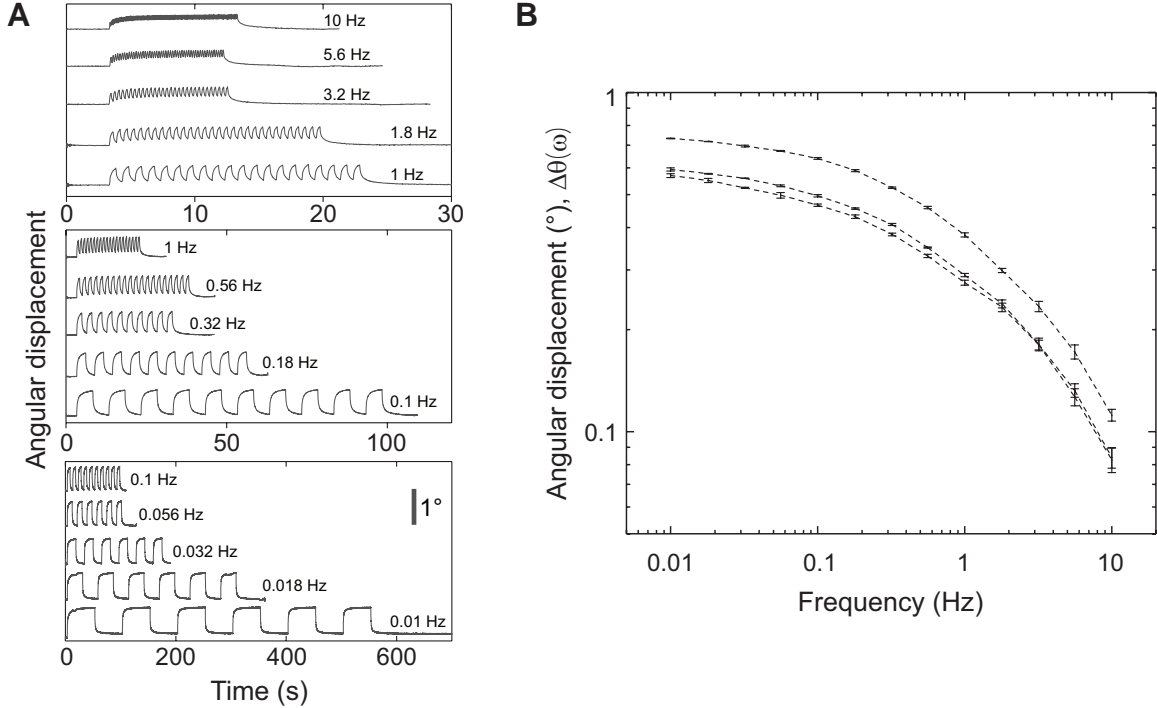 A
10 Hz
5.6 Hz
3.2 Hz
1.8 Hz
1 Hz
0 10 20 30
1 Hz
0.56 Hz
0.32 Hz
0.18 Hz
0.1 Hz
0 50 100
0.1 Hz
1°
0.056 Hz
0.032 Hz
0.018 Hz
0.01 Hz
0 200 400 600
Time (s)
Angular displacement
B
1
0.1
0.01 0.1 1 10
Frequency (Hz)
Angular displacement (°), Δθ(ω)